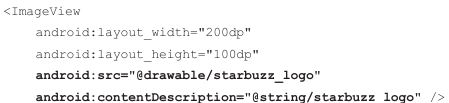 <ImageView
    android:layout_width="200dp"
    android:layout_height="100dp"
    android:src="@drawable/starbuzz_logo"
    android:contentDescription="@string/starbuzz_logo" />